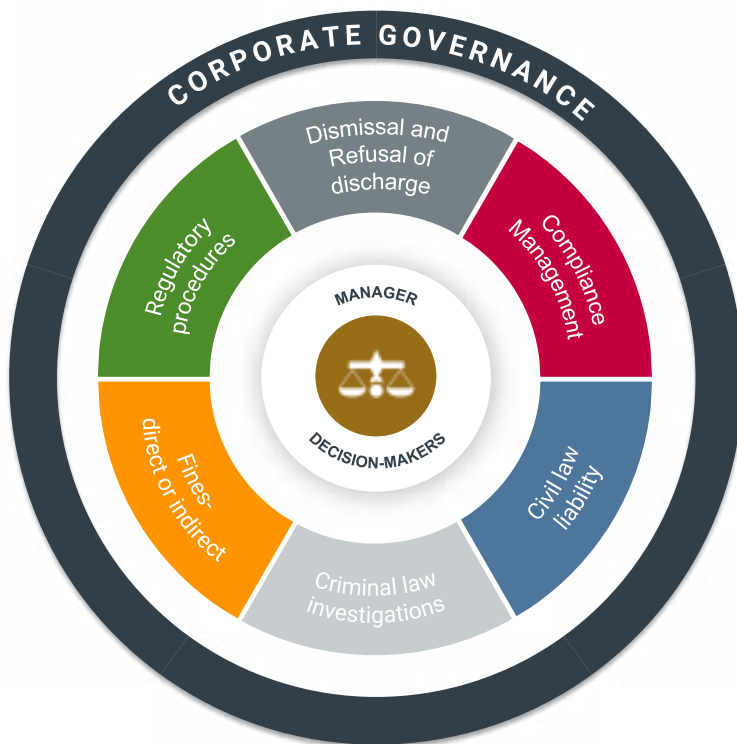 CORPORATE GOVERNANCE
Dismissal and
Refusal of
discharge
Compliance
Management
Civil law
liability
Criminal law
investigations
Fines-
direct or indirect
Regulatory
procedures
MANAGER
DECISION-MAKERS